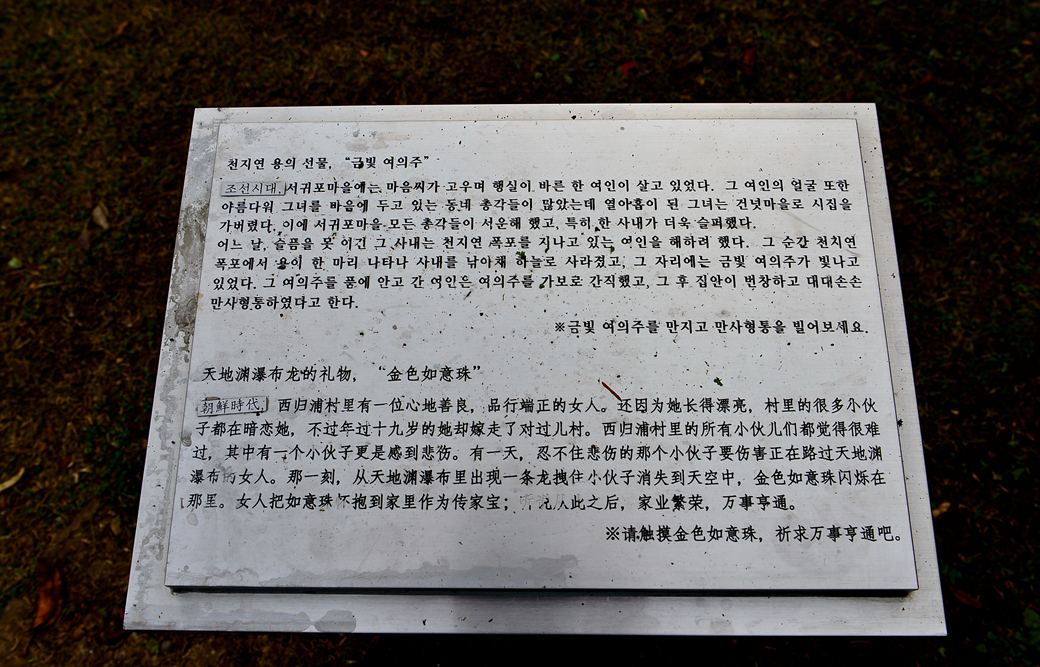 천지연 용의 선물, “금빛 여의주”
조선시대, 서귀포마을에는 마음씨가 고우며 행실이 바른 한 여인이 살고 있었다. 그 여인의 얼굴 또한
아름다워 그녀를 마음에 두고 있는 동네 총각들이 많았는데 열아홉이 된 그녀는 건넛마을로 시집을
가버렸다. 이에 서귀포마을 모든 총각들이 서운해 했고, 특히 한 사내가 더욱 슬퍼했다.
어느 날, 슬픔을 못 이긴 그 사내는 천지연 폭포를 지나고 있는 여인을 해하려 했다. 그 순간 천지연
폭포에서 용이 한 마리 나타나 사내를 낚아채 하늘로 사라졌고, 그 자리에는 금빛 여의주가 빛나고
있었다. 그 여의주를 품에 안고 간 여인은 여의주를 가보로 간직했고, 그 후 집안이 번창하고 대대손손
만사형통하였다고 한다.
※금빛 여의주를 만지고 만사형통을 빌어보세요.
天地渊瀑布龙的礼物, “金色如意珠”
朝鮮時代, 西归浦村里有一位心地善良，品行端正的女人。还因为她长得漂亮，村里的很多小伙
子都在暗恋她，不过年过十九岁的她却嫁走了对过儿村。西归浦村里的所有小伙儿们都觉得很难
过，其中有一个小伙子更是感到悲伤。有一天，忍不住悲伤的那个小伙子要伤害正在路过天地渊
瀑布的女人。那一刻，从天地渊瀑布里出现一条龙拽住小伙子消失到天空中，金色如意珠闪烁在
那里。女人把如意珠怀抱到家里作为传家宝；听说从此之后，家业繁荣，万事亨通。
※请触摸金色如意珠，祈求万事亨通吧。